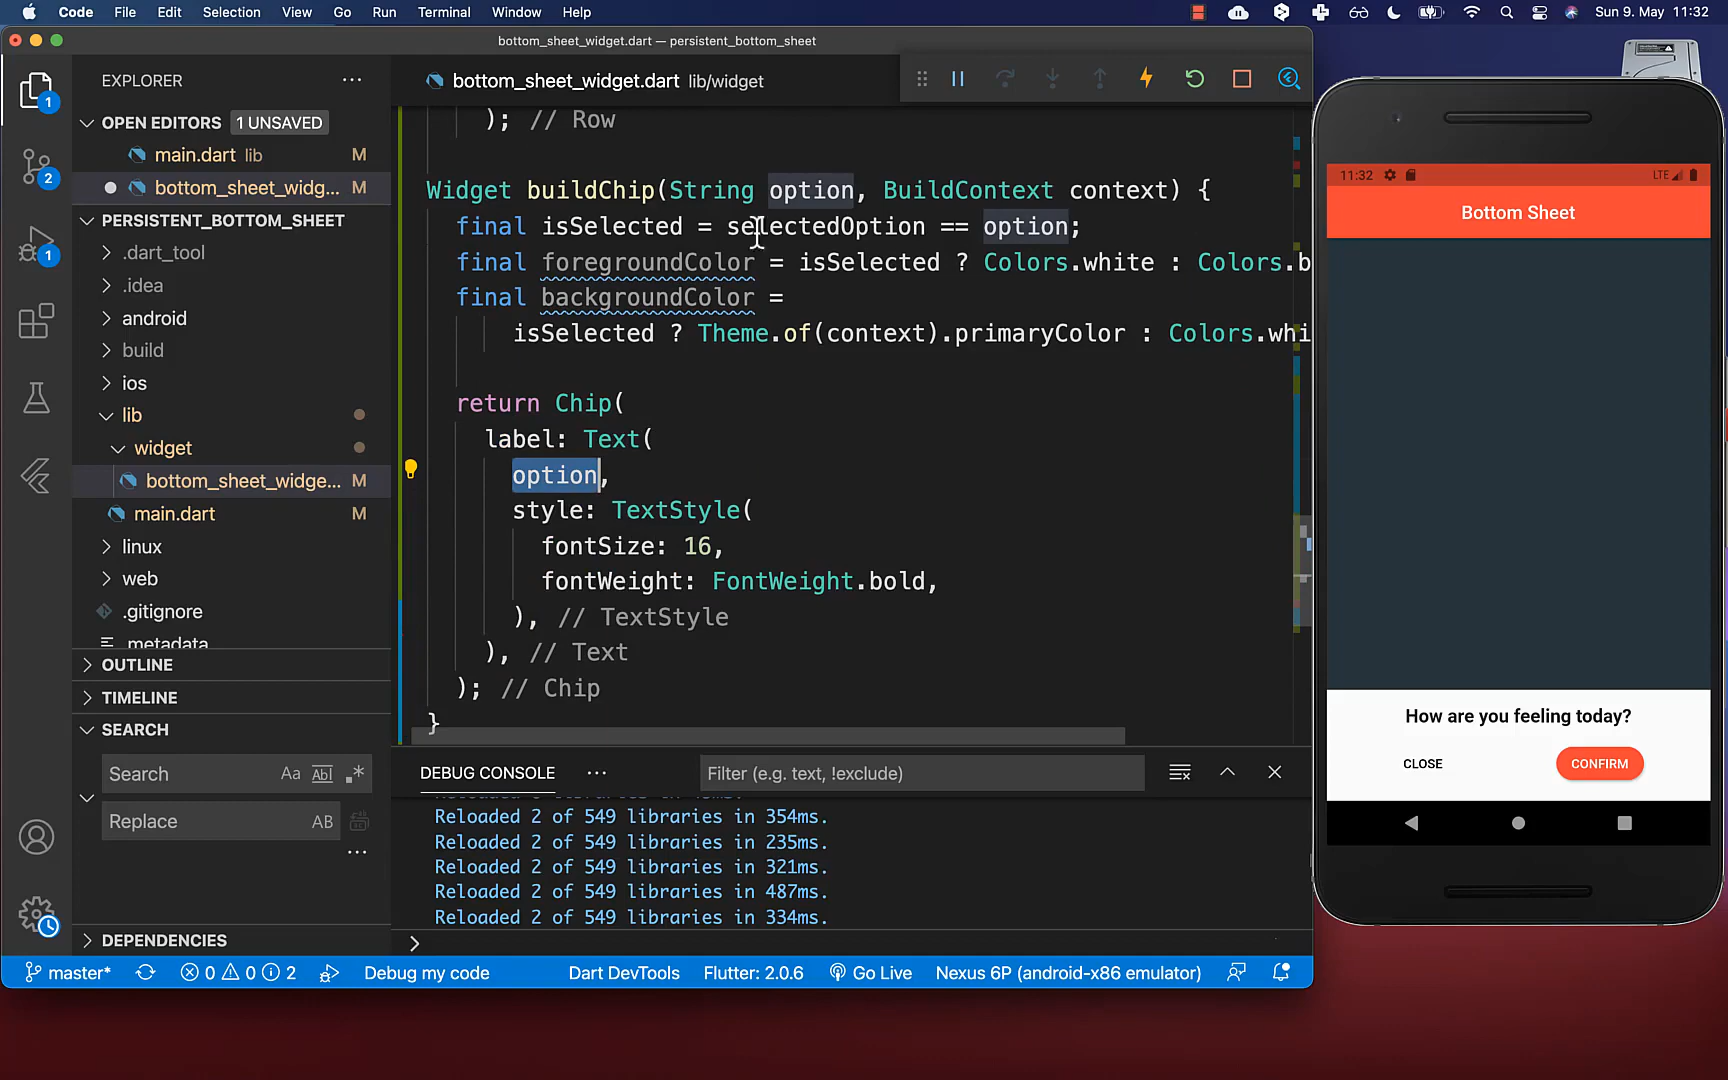 Code File Edit Selection View Go Run Terminal Window Help Sun 9. May 11:32
bottom_sheet_widget.dart — persistent_bottom_sheet
EXPLORER
OPEN EDITORS 1 UNSAVED
main.dart lib M
bottom_sheet_widg... M
PERSISTENT_BOTTOM_SHEET
.dart_tool
.idea
android
build
ios
lib
widget
bottom_sheet_widge... M
main.dart M
linux
web
.gitignore
.metadata
OUTLINE
TIMELINE
SEARCH
Search Aa Abl
Replace AB
DEPENDENCIES
1
2
1
bottom_sheet_widget.dart lib/widget
); // Row
Widget buildChip(String option, BuildContext context) {
final isSelected = selectedOption == option;
final foregroundColor = isSelected ? Colors.white : Colors.b
final backgroundColor =
isSelected ? Theme.of(context).primaryColor : Colors.whi
return Chip(
label: Text(
option,
style: TextStyle(
fontSize: 16,
fontWeight: FontWeight.bold,
), // TextStyle
), // Text
); // Chip
}
DEBUG CONSOLE Filter (e.g. text, !exclude)
Reloaded 2 of 549 libraries in 354ms.
Reloaded 2 of 549 libraries in 235ms.
Reloaded 2 of 549 libraries in 321ms.
Reloaded 2 of 549 libraries in 487ms.
Reloaded 2 of 549 libraries in 334ms.
master* 0 0 2 Debug my code Dart DevTools Flutter: 2.0.6 Go Live Nexus 6P (android-x86 emulator)
11:32 LTE
Bottom Sheet
How are you feeling today?
CLOSE CONFIRM